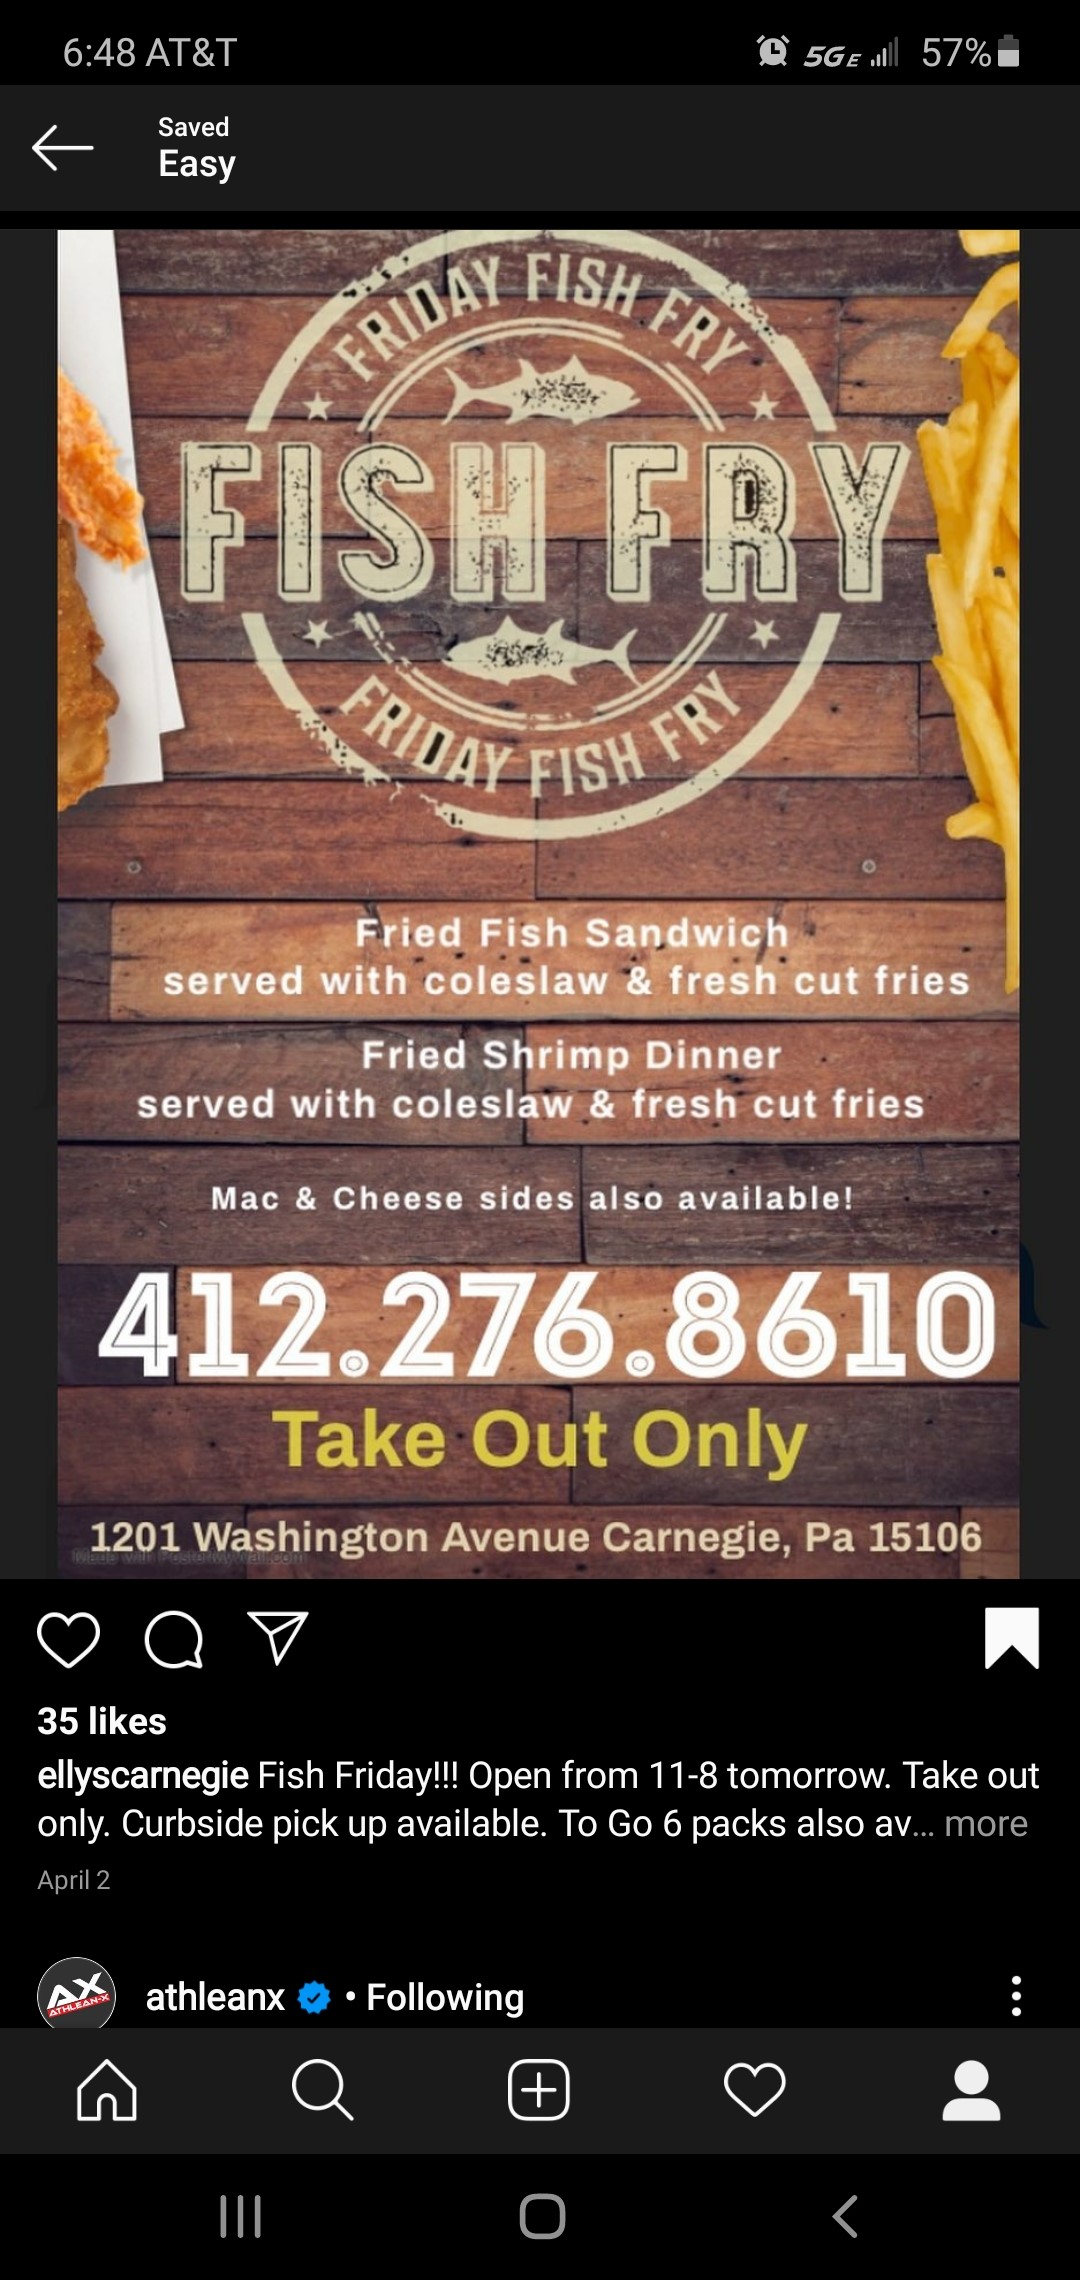 6:48 AT&T
5GE 57%
Saved
Easy
FRIDAY FISH FRY
FISH FRY
FRIDAY FISH FRY
Fried Fish Sandwich
served with coleslaw & fresh cut fries
Fried Shrimp Dinner
served with coleslaw & fresh cut fries
Mac & Cheese sides also available!
412.276.8610
Take Out Only
1201 Washington Avenue Carnegie, Pa 15106
Made with PosterMyWall.com
35 likes
ellyscarnegie Fish Friday!!! Open from 11-8 tomorrow. Take out
only. Curbside pick up available. To Go 6 packs also av... more
April 2
AX
ATHLEAN-X
athleanx • Following